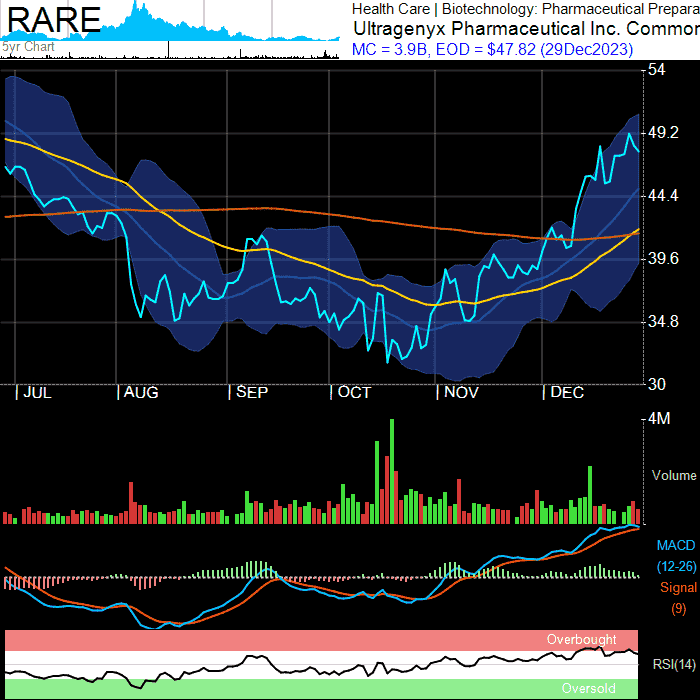 RARE
5yr Chart
Health Care | Biotechnology: Pharmaceutical Prepara
Ultragenyx Pharmaceutical Inc. Common
MC = 3.9B, EOD = $47.82 (29Dec2023)
54
49.2
44.4
39.6
34.8
30
JUL
AUG
SEP
OCT
NOV
DEC
4M
Volume
MACD
(12-26)
Signal
(9)
Overbought
RSI(14)
Oversold